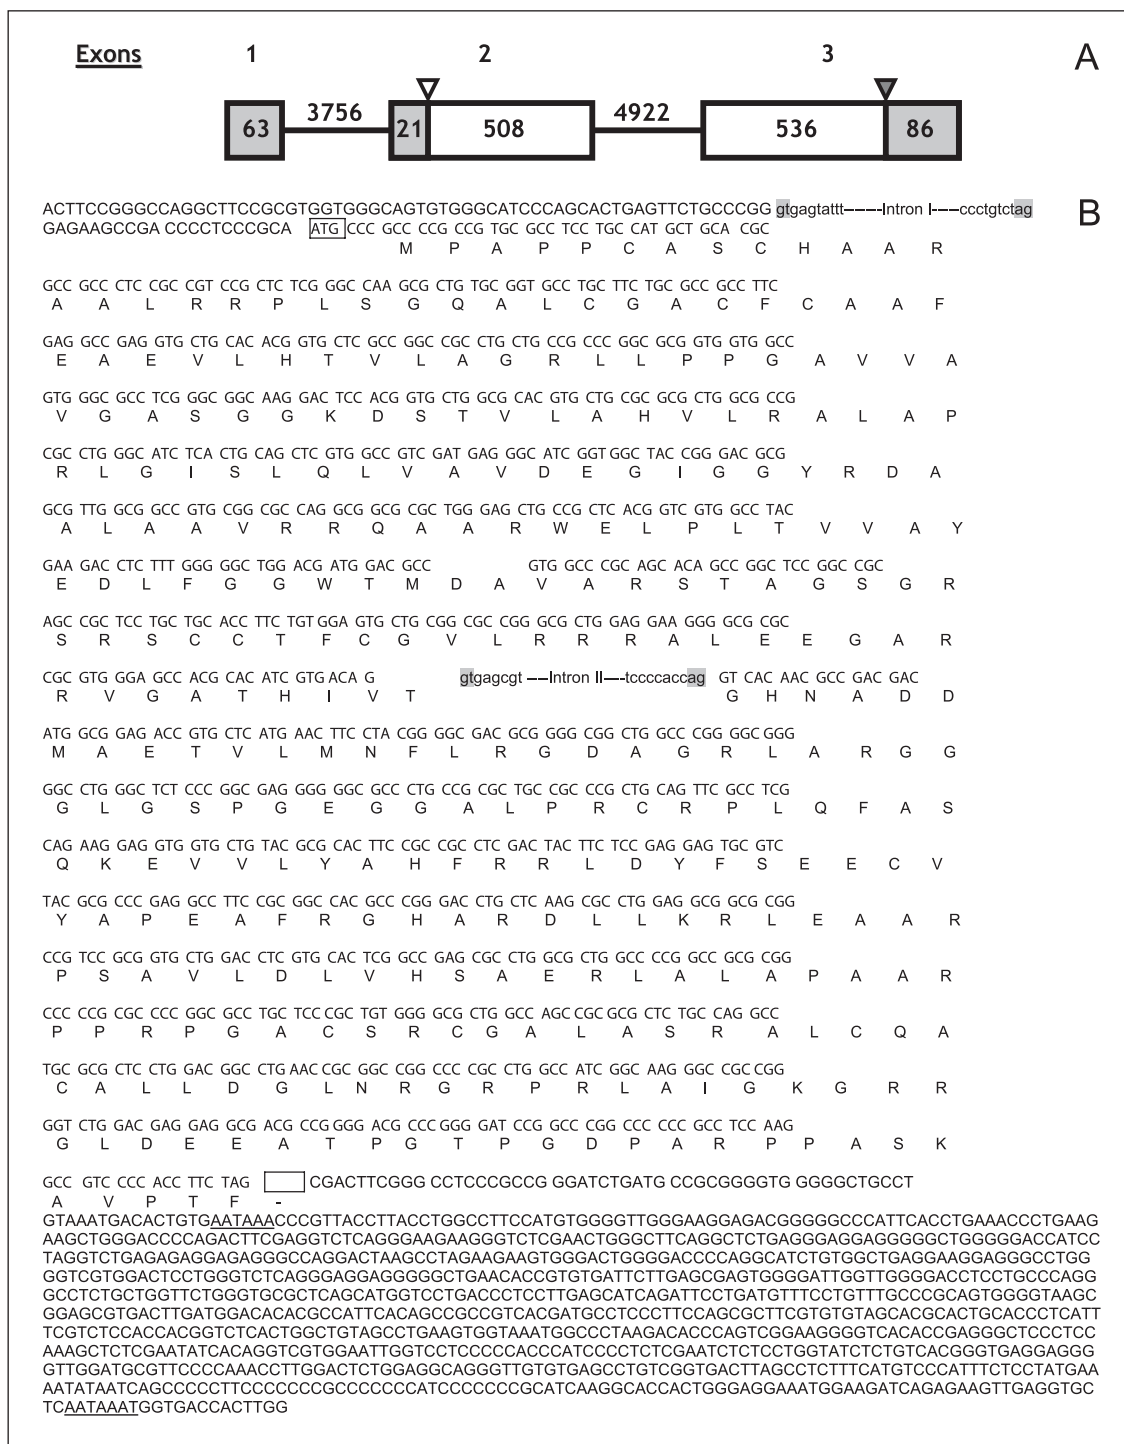 Exons 1 2 3 A
3756 4922
63 21 508 536 86
ACTTCCGGGCCAGGCTTCCGCGTGGTGGGCAGTGTGGGCATCCCAGCACTGAGTTCTGCCCGG gtgagtattt-----Intron I----ccctgtctag B
GAGAAGCCGA CCCCTCCCGCA ATG CCC GCC CCG CCG TGC GCC TCC TGC CAT GCT GCA CGC
M P A P P C A S C H A A R
GCC GCC CTC CGC CGT CCG CTC TCG GGC CAA GCG CTG TGC GGT GCC TGC TTC TGC GCC GCC TTC
A A L R R P L S G Q A L C G A C F C A A F
GAG GCC GAG GTG CTG CAC ACG GTG CTC GCC GGC CGC CTG CTG CCG CCC GGC GCG GTG GTG GCC
E A E V L H T V L A G R L L P P G A V V A
GTG GGC GCC TCG GGC GGC AAG GAC TCC ACG GTG CTG GCG CAC GTG CTG CGC GCG CTG GCG CCG
V G A S G G K D S T V L A H V L R A L A P
CGC CTG GGC ATC TCA CTG CAG CTC GTG GCC GTC GAT GAG GGC ATC GGT GGC TAC CGG GAC GCG
R L G I S L Q L V A V D E G I G G Y R D A
GCG TTG GCG GCC GTG CGG CGC CAG GCG GCG CGC TGG GAG CTG CCG CTC ACG GTC GTG GCC TAC
A L A A V R R Q A A R W E L P L T V V A Y
GAA GAC CTC TTT GGG GGC TGG ACG ATG GAC GCC GTG GCC CGC AGC ACA GCC GGC TCC GGC CGC
E D L F G G W T M D A V A R S T A G S G R
AGC CGC TCC TGC TGC ACC TTC TGT GGA GTG CTG CGG CGC CGG GCG CTG GAG GAA GGG GCG CGC
S R S C C T F C G V L R R R A L E E G A R
CGC GTG GGA GCC ACG CAC ATC GTG ACA G gtgagcgt ----Intron II----tccccaccag GT CAC AAC GCC GAC GAC
R V G A T H I V T G H N A D D
ATG GCG GAG ACC GTG CTC ATG AAC TTC CTA CGG GGC GAC GCG GGG CGG CTG GCC CGG GGC GGG
M A E T V L M N F L R G D A G R L A R G G
GGC CTG GGC TCT CCC GGC GAG GGG GGC GCC CTG CCG CGC TGC CGC CCG CTG CAG TTC GCC TCG
G L G S P G E G G A L P R C R P L Q F A S
CAG AAG GAG GTG GTG CTG TAC GCG CAC TTC CGC CGC CTC GAC TAC TTC TCC GAG GAG TGC GTC
Q K E V V L Y A H F R R L D Y F S E E C V
TAC GCG CCC GAG GCC TTC CGC GGC CAC GCC CGG GAC CTG CTC AAG CGC CTG GAG GCG GCG CGG
Y A P E A F R G H A R D L L K R L E A A R
CCG TCC GCG GTG CTG GAC CTC GTG CAC TCG GCC GAG CGC CTG GCG CTG GCC CCG GCC GCG CGG
P S A V L D L V H S A E R L A L A P A A R
CCC CCG CGC CCC GGC GCC TGC TCC CGC TGT GGG GCG CTG GCC AGC CGC GCG CTC TGC CAG GCC
P P R P G A C S R C G A L A S R A L C Q A
TGC GCG CTC CTG GAC GGC CTG AAC CGC GGC CGG CCC CGC CTG GCC ATC GGC AAG GGC CGC CGG
C A L L D G L N R G R P R L A I G K G R R
GGT CTG GAC GAG GAG GCG ACG CCG GGG ACG CCC GGG GAT CCG GCC CGG CCC CCC GCC TCC AAG
G L D E E A T P G T P G D P A R P P A S K
GCC GTC CCC ACC TTC TAG CGACTTCGGG CCTCCCGCCG GGATCTGATG CCGCGGGGTG GGGGCTGCCT
A V P T F -
GTAAATGACACTGTGAATAAACCCGTTACCTTACCTGGCCTTCCATGTGGGGTTGGGAAGGAGACGGGGGCCCATTCACCTGAAACCCTGAAG
AAGCTGGGACCCCAGACTTCGAGGTCTCAGGGAAGAAGGGTCTCGAACTGGGCTTCAGGCTCTGAGGGAGGAGGGGGCTGGGGGACCATCC
TAGGTCTGAGAGAGGAGAGGGCCAGGACTAAGCCTAGAAGAAGTGGGACTGGGGACCCCAGGCATCTGTGGCTGAGGAAGGAGGGCCTGG
GGTCGTGGACTCCTGGGTCTCAGGGAGGAGGGGGCTGAACACCGTGTGATTCTTGAGCGAGTGGGGATTGGTTGGGGACCTCCTGCCCAGG
GCCTCTGCTGGTTCTGGGTGCGCTCAGCATGGTCCTGACCCTCCTTGAGCATCAGATTCCTGATGTTTCCTGTTTGCCCGCAGTGGGGTAAGC
GGAGCGTGACTTGATGGACACACGCCATTCACAGCCGCCGTCACGATGCCTCCCTTCCAGCGCTTCGTGTGTAGCACGCACTGCACCCTCATT
TCGTCTCCACCACGGTCTCACTGGCTGTAGCCTGAAGTGGTAAATGGCCCTAAGACACCCAGTCGGAAGGGGTCACACCGAGGGCTCCCTCC
AAAGCTCTCGAATATCACAGGTCGTGGAATTGGTCCTCCCCCACCCATCCCCTCTCGAATCTCTCCTGGTATCTCTGTCACGGGTGAGGAGGG
GTTGGATGCGTTCCCCAAACCTTGGACTCTGGAGGCAGGGTTGTGTGAGCCTGTCGGTGACTTAGCCTCTTTCATGTCCCATTTCTCCTATGAA
AATATAATCAGCCCCCTTCCCCCCCGCCCCCCCATCCCCCCCGCATCAAGGCACCACTGGGAGGAAATGGAAGATCAGAGAAGTTGAGGTGC
TCAATAAATGGTGACCACTTGG